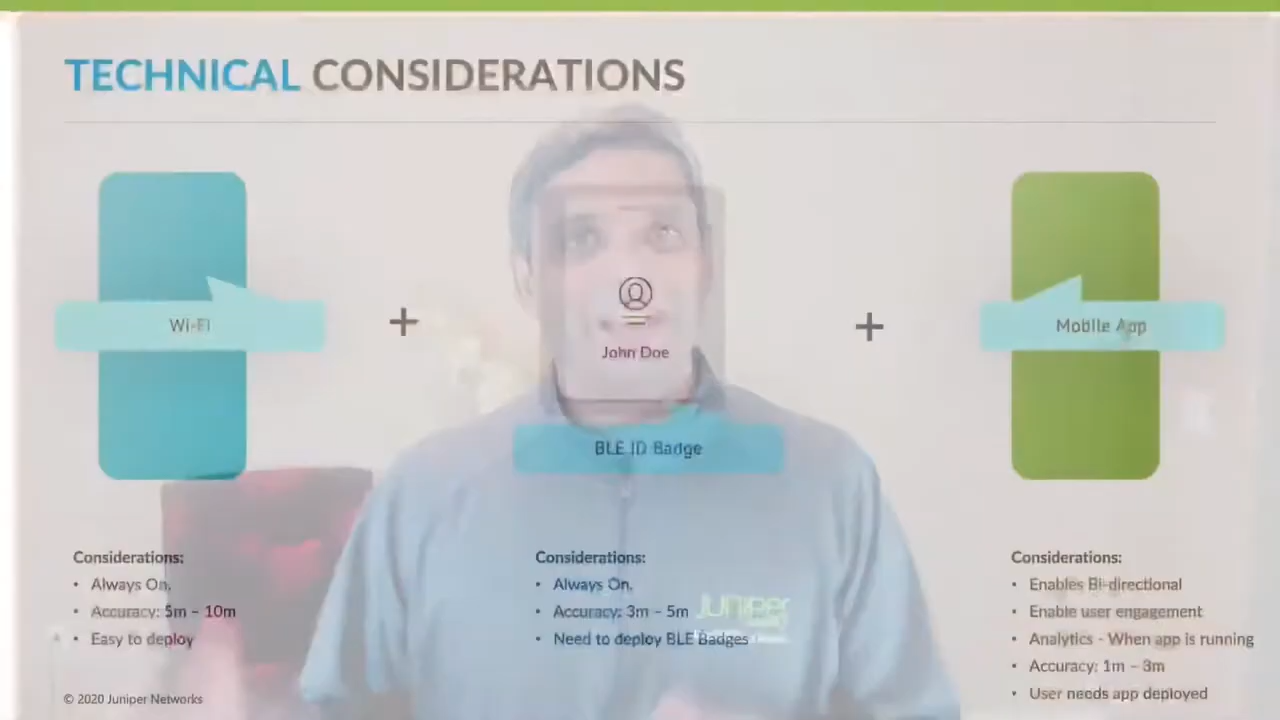 TECHNICAL CONSIDERATIONS
Wi-Fi
+
John Doe
BLE ID Badge
+
Mobile App
Considerations:
• Always On.
• Accuracy: 5m – 10m
• Easy to deploy
Considerations:
• Always On.
• Accuracy: 3m – 5m
• Need to deploy BLE Badges
Juniper
Considerations:
• Enables Bi-directional
• Enable user engagement
• Analytics - When app is running
• Accuracy: 1m – 3m
• User needs app deployed
© 2020 Juniper Networks